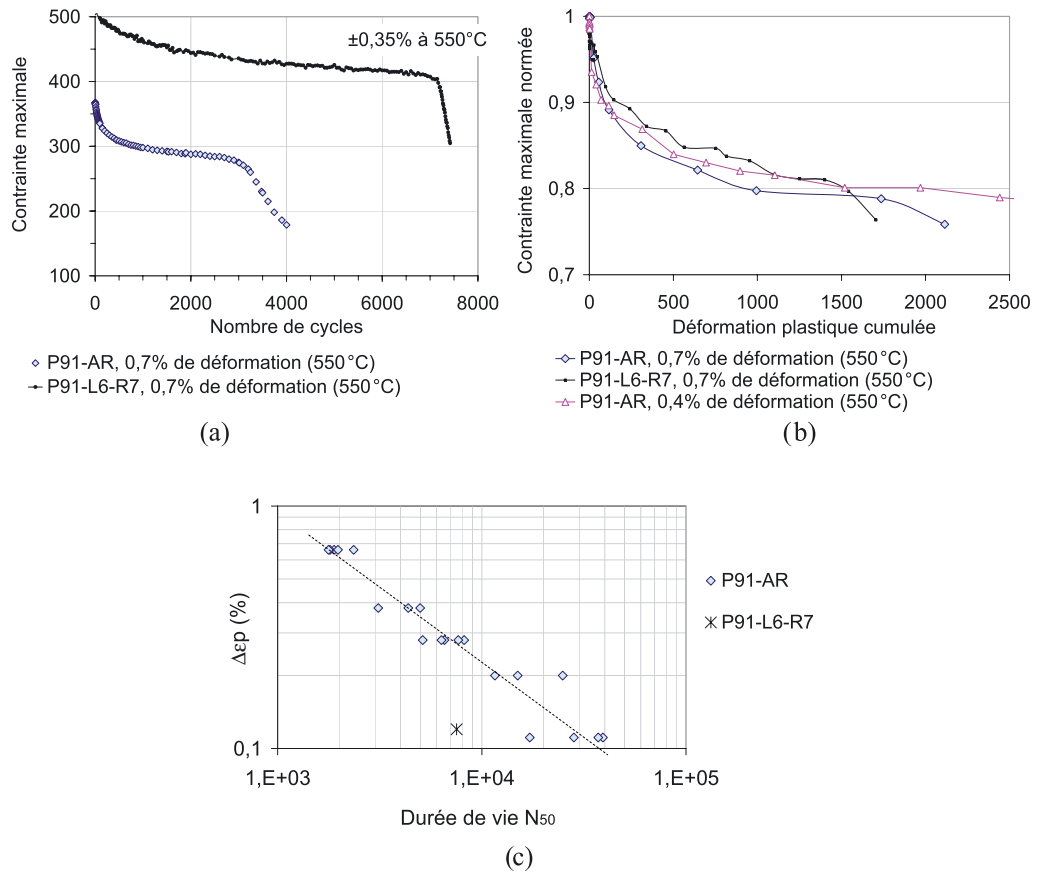 Contrainte maximale
500
400
300
200
100
±0,35% à 550°C
0
2000
4000
6000
8000
Nombre de cycles
P91-AR, 0,7% de déformation (550°C)
P91-L6-R7, 0,7% de déformation (550°C)
(a)
Contrainte maximale normée
1
0,9
0,8
0,7
0
500
1000
1500
2000
2500
Déformation plastique cumulée
P91-AR, 0,7% de déformation (550°C)
P91-L6-R7, 0,7% de déformation (550°C)
P91-AR, 0,4% de déformation (550°C)
(b)
Δεp (%)
1
0,1
1,E+03
1,E+04
1,E+05
Durée de vie N50
P91-AR
P91-L6-R7
(c)